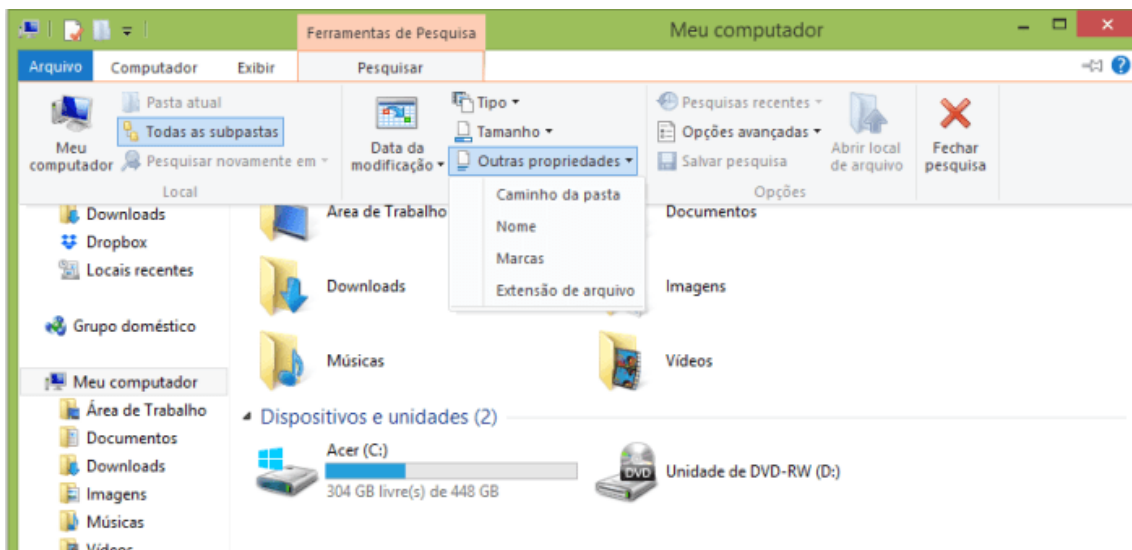 Ferramentas de Pesquisa
Meu computador
Arquivo Computador Exibir Pesquisar
Pasta atual
Todas as subpastas
Pesquisar novamente em
Meu computador
Local
Data da modificação
Tipo
Tamanho
Outras propriedades
Caminho da pasta
Nome
Marcas
Extensão de arquivo
Pesquisas recentes
Opções avançadas
Salvar pesquisa
Abrir local de arquivo
Opções
Fechar pesquisa
Downloads
Dropbox
Locais recentes
Grupo doméstico
Meu computador
Área de Trabalho
Documentos
Downloads
Imagens
Músicas
Vídeos
Área de Trabalho
Documentos
Downloads
Imagens
Músicas
Vídeos
Dispositivos e unidades (2)
Acer (C:)
304 GB livre(s) de 448 GB
DVD
Unidade de DVD-RW (D:)